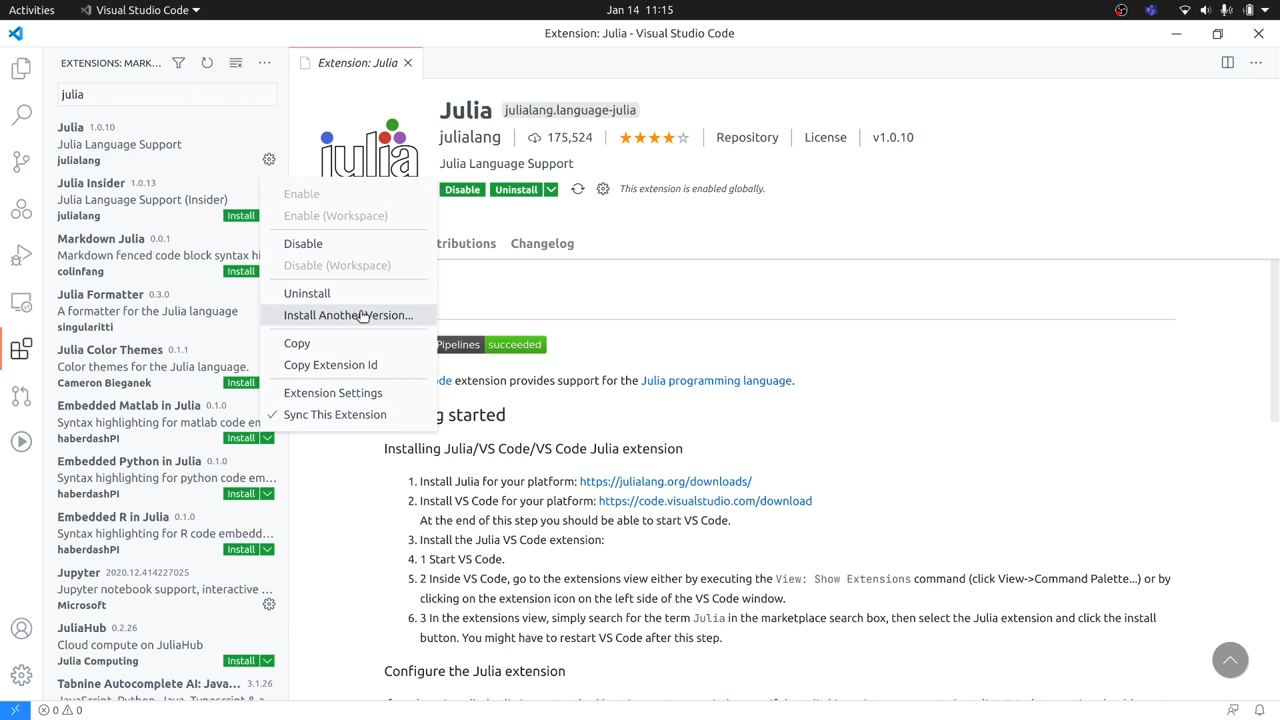 Activities
Visual Studio Code
Jan 14 11:15
Extension: Julia - Visual Studio Code
EXTENSIONS: MARK...
julia
Julia 1.0.10
Julia Language Support
julialang
Julia Insider 1.0.13
Julia Language Support (Insider)
julialang
Install
Markdown Julia 0.0.1
Markdown fenced code block syntax hi
colinfang
Install
Julia Formatter 0.3.0
A formatter for the Julia language
singularitti
Julia Color Themes 0.1.1
Color themes for the Julia language.
Cameron Bieganek
Install
Embedded Matlab in Julia 0.1.0
Syntax highlighting for matlab code en
haberdashPI
Install
Embedded Python in Julia 0.1.0
Syntax highlighting for python code em...
haberdashPI
Install
Embedded R in Julia 0.1.0
Syntax highlighting for R code embedd...
haberdashPI
Install
Jupyter 2020.12.414227025
Jupyter notebook support, interactive ...
Microsoft
JuliaHub 0.2.26
Cloud compute on JuliaHub
Julia Computing
Install
Tabnine Autocomplete AI: Java... 3.1.26
Enable
Enable (Workspace)
Disable
Disable (Workspace)
Uninstall
Install Another Version...
Copy
Copy Extension Id
Extension Settings
Sync This Extension
Extension: Julia
julia
Julia
julialang.language-julia
julialang
175,524
Repository
License
v1.0.10
Julia Language Support
Disable
Uninstall
This extension is enabled globally.
tributions
Changelog
Pipelines succeeded
de extension provides support for the Julia programming language.
g started
Installing Julia/VS Code/VS Code Julia extension
1. Install Julia for your platform: https://julialang.org/downloads/
2. Install VS Code for your platform: https://code.visualstudio.com/download
At the end of this step you should be able to start VS Code.
3. Install the Julia VS Code extension:
4. 1 Start VS Code.
5. 2 Inside VS Code, go to the extensions view either by executing the View: Show Extensions command (click View->Command Palette...) or by
clicking on the extension icon on the left side of the VS Code window.
6. 3 In the extensions view, simply search for the term Julia in the marketplace search box, then select the Julia extension and click the install
button. You might have to restart VS Code after this step.
Configure the Julia extension
0
0